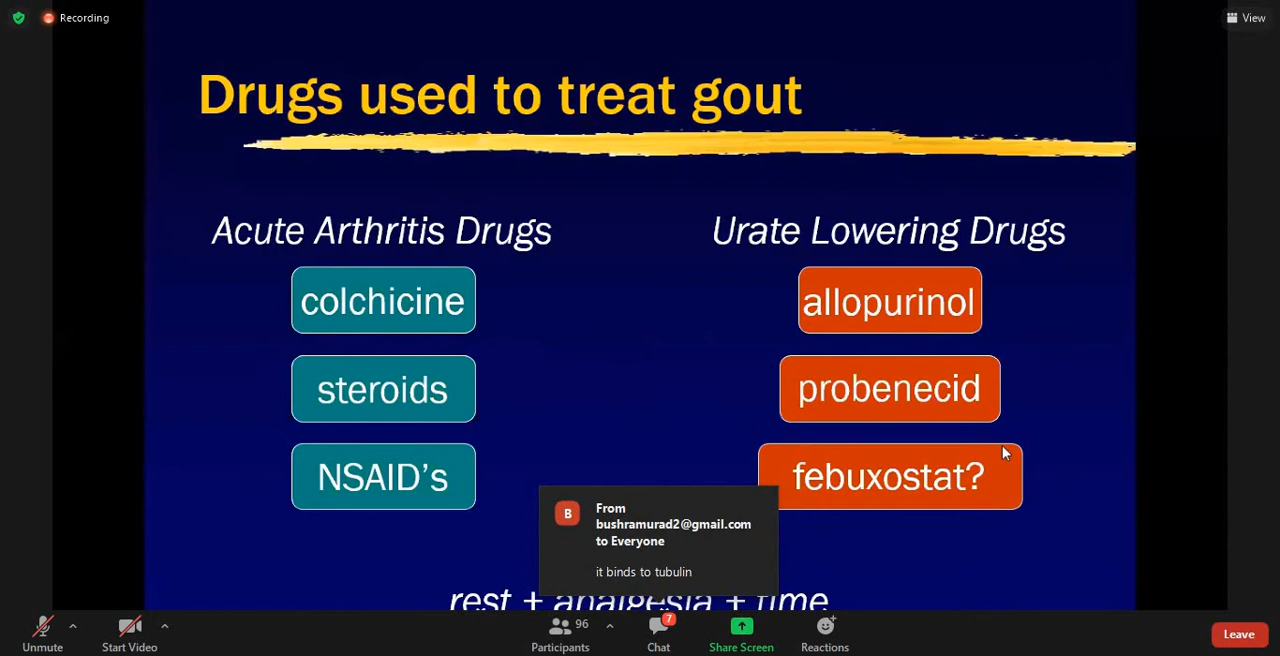 Recording
View
Drugs used to treat gout
Acute Arthritis Drugs
Urate Lowering Drugs
colchicine
allopurinol
steroids
probenecid
NSAID's
febuxostat?
B
From
bushramurad2@gmail.com
to Everyone
it binds to tubulin
rest + analgesia + time
Unmute
Start Video
96
Participants
7
Chat
Share Screen
Reactions
Leave